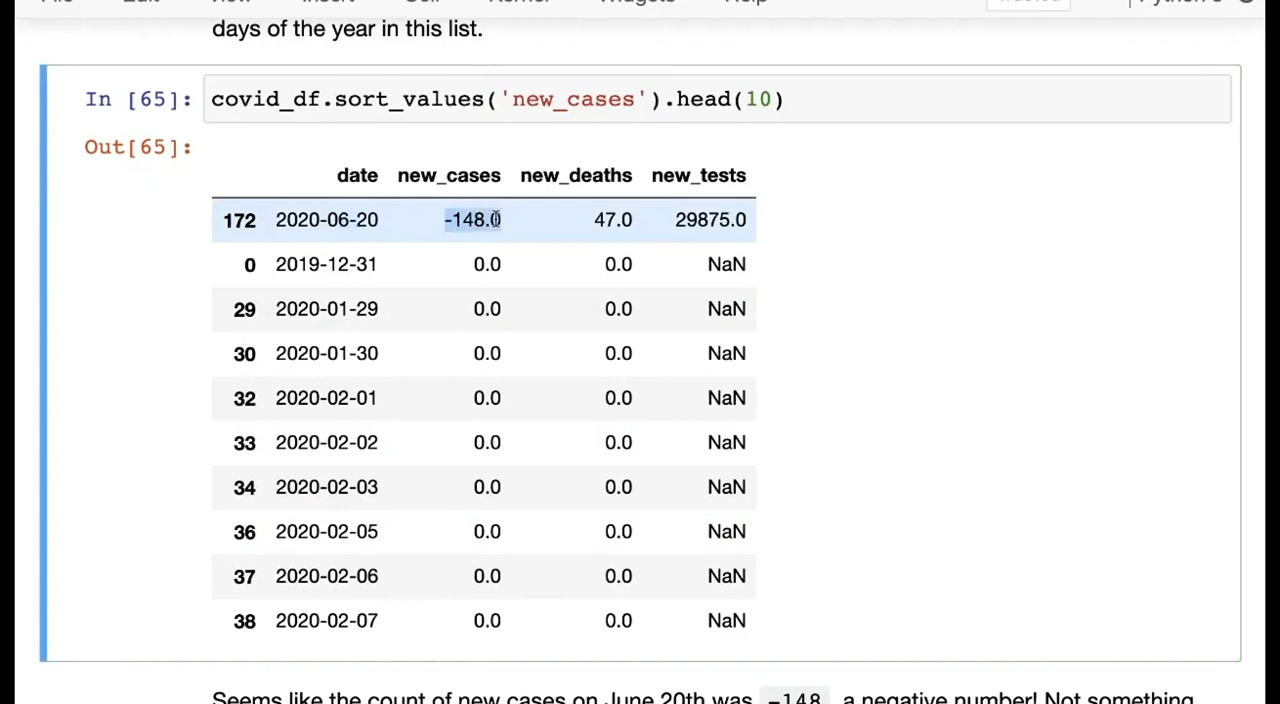 days of the year in this list.
In [65]: covid_df.sort_values('new_cases').head(10)
Out[65]:
date new_cases new_deaths new_tests
172 2020-06-20 -148.0 47.0 29875.0
0 2019-12-31 0.0 0.0 NaN
29 2020-01-29 0.0 0.0 NaN
30 2020-01-30 0.0 0.0 NaN
32 2020-02-01 0.0 0.0 NaN
33 2020-02-02 0.0 0.0 NaN
34 2020-02-03 0.0 0.0 NaN
36 2020-02-05 0.0 0.0 NaN
37 2020-02-06 0.0 0.0 NaN
38 2020-02-07 0.0 0.0 NaN
Seems like the count of new cases on June 20th was -148, a negative number! Not something